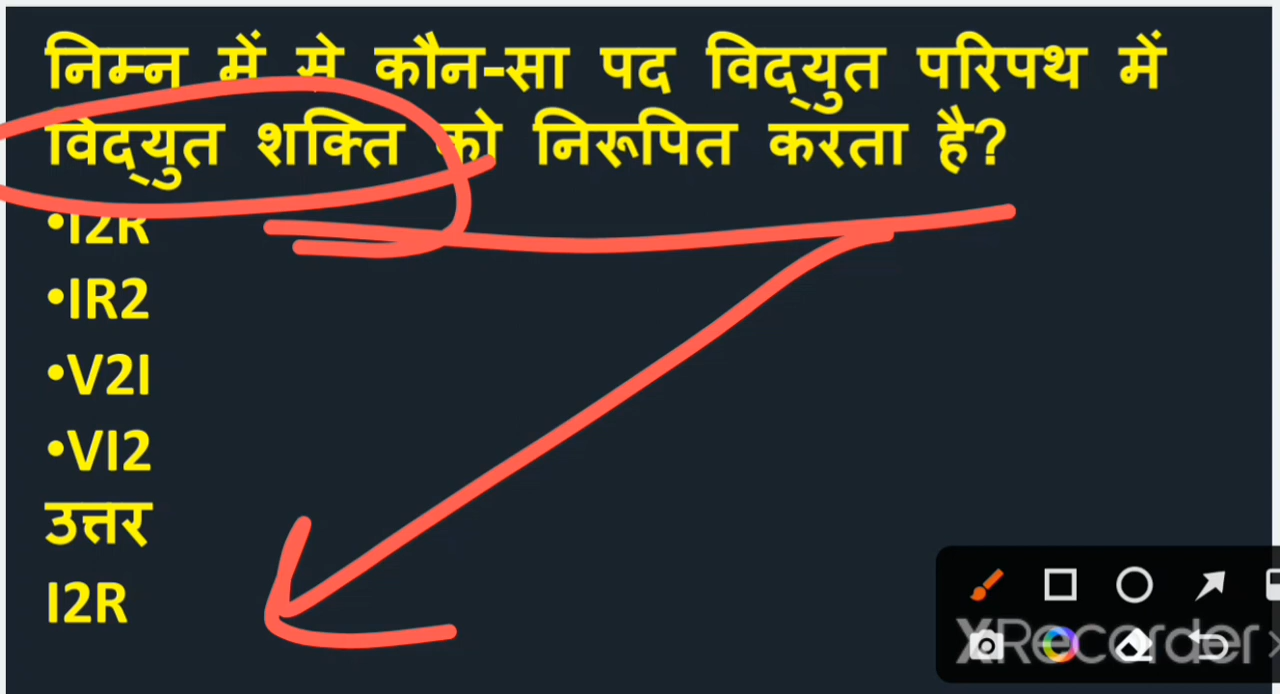 निम्न में से कौन-सा पद विद्युत परिपथ में
विद्युत शक्ति को निरूपित करता है?
•I2R
•IR2
•V2I
•VI2
उत्तर
I2R
XRecorder